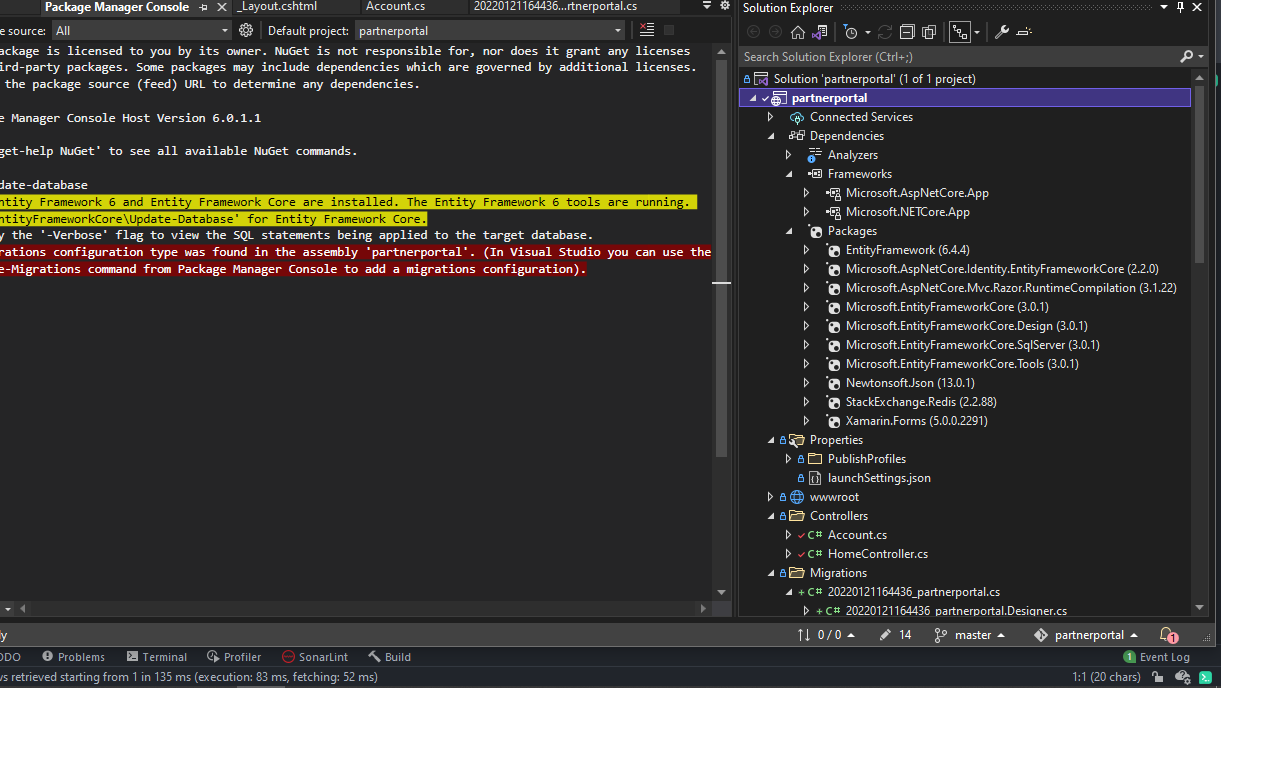 Package Manager Console
_Layout.cshtml
Account.cs
20220121164436...rtnerportal.cs
e source: All
Default project: partnerportal
ackage is licensed to you by its owner. NuGet is not responsible for, nor does it grant any licenses
ird-party packages. Some packages may include dependencies which are governed by additional licenses.
the package source (feed) URL to determine any dependencies.
e Manager Console Host Version 6.0.1.1
get-help NuGet' to see all available NuGet commands.
date-database
ntity Framework 6 and Entity Framework Core are installed. The Entity Framework 6 tools are running.
ntityFrameworkCore\Update-Database' for Entity Framework Core.
y the '-Verbose' flag to view the SQL statements being applied to the target database.
rations configuration type was found in the assembly 'partnerportal'. (In Visual Studio you can use the
e-Migrations command from Package Manager Console to add a migrations configuration).
Solution Explorer
Search Solution Explorer (Ctrl+;)
Solution 'partnerportal' (1 of 1 project)
partnerportal
Connected Services
Dependencies
Analyzers
Frameworks
Microsoft.AspNetCore.App
Microsoft.NETCore.App
Packages
EntityFramework (6.4.4)
Microsoft.AspNetCore.Identity.EntityFrameworkCore (2.2.0)
Microsoft.AspNetCore.Mvc.Razor.RuntimeCompilation (3.1.22)
Microsoft.EntityFrameworkCore (3.0.1)
Microsoft.EntityFrameworkCore.Design (3.0.1)
Microsoft.EntityFrameworkCore.SqlServer (3.0.1)
Microsoft.EntityFrameworkCore.Tools (3.0.1)
Newtonsoft.Json (13.0.1)
StackExchange.Redis (2.2.88)
Xamarin.Forms (5.0.0.2291)
Properties
PublishProfiles
launchSettings.json
wwwroot
Controllers
C# Account.cs
C# HomeController.cs
Migrations
+ C# 20220121164436_partnerportal.cs
+ C# 20220121164436_partnerportal.Designer.cs
y
0 / 0
14
master
partnerportal
1
ODO
Problems
Terminal
Profiler
SonarLint
Build
1 Event Log
vs retrieved starting from 1 in 135 ms (execution: 83 ms, fetching: 52 ms)
1:1 (20 chars)